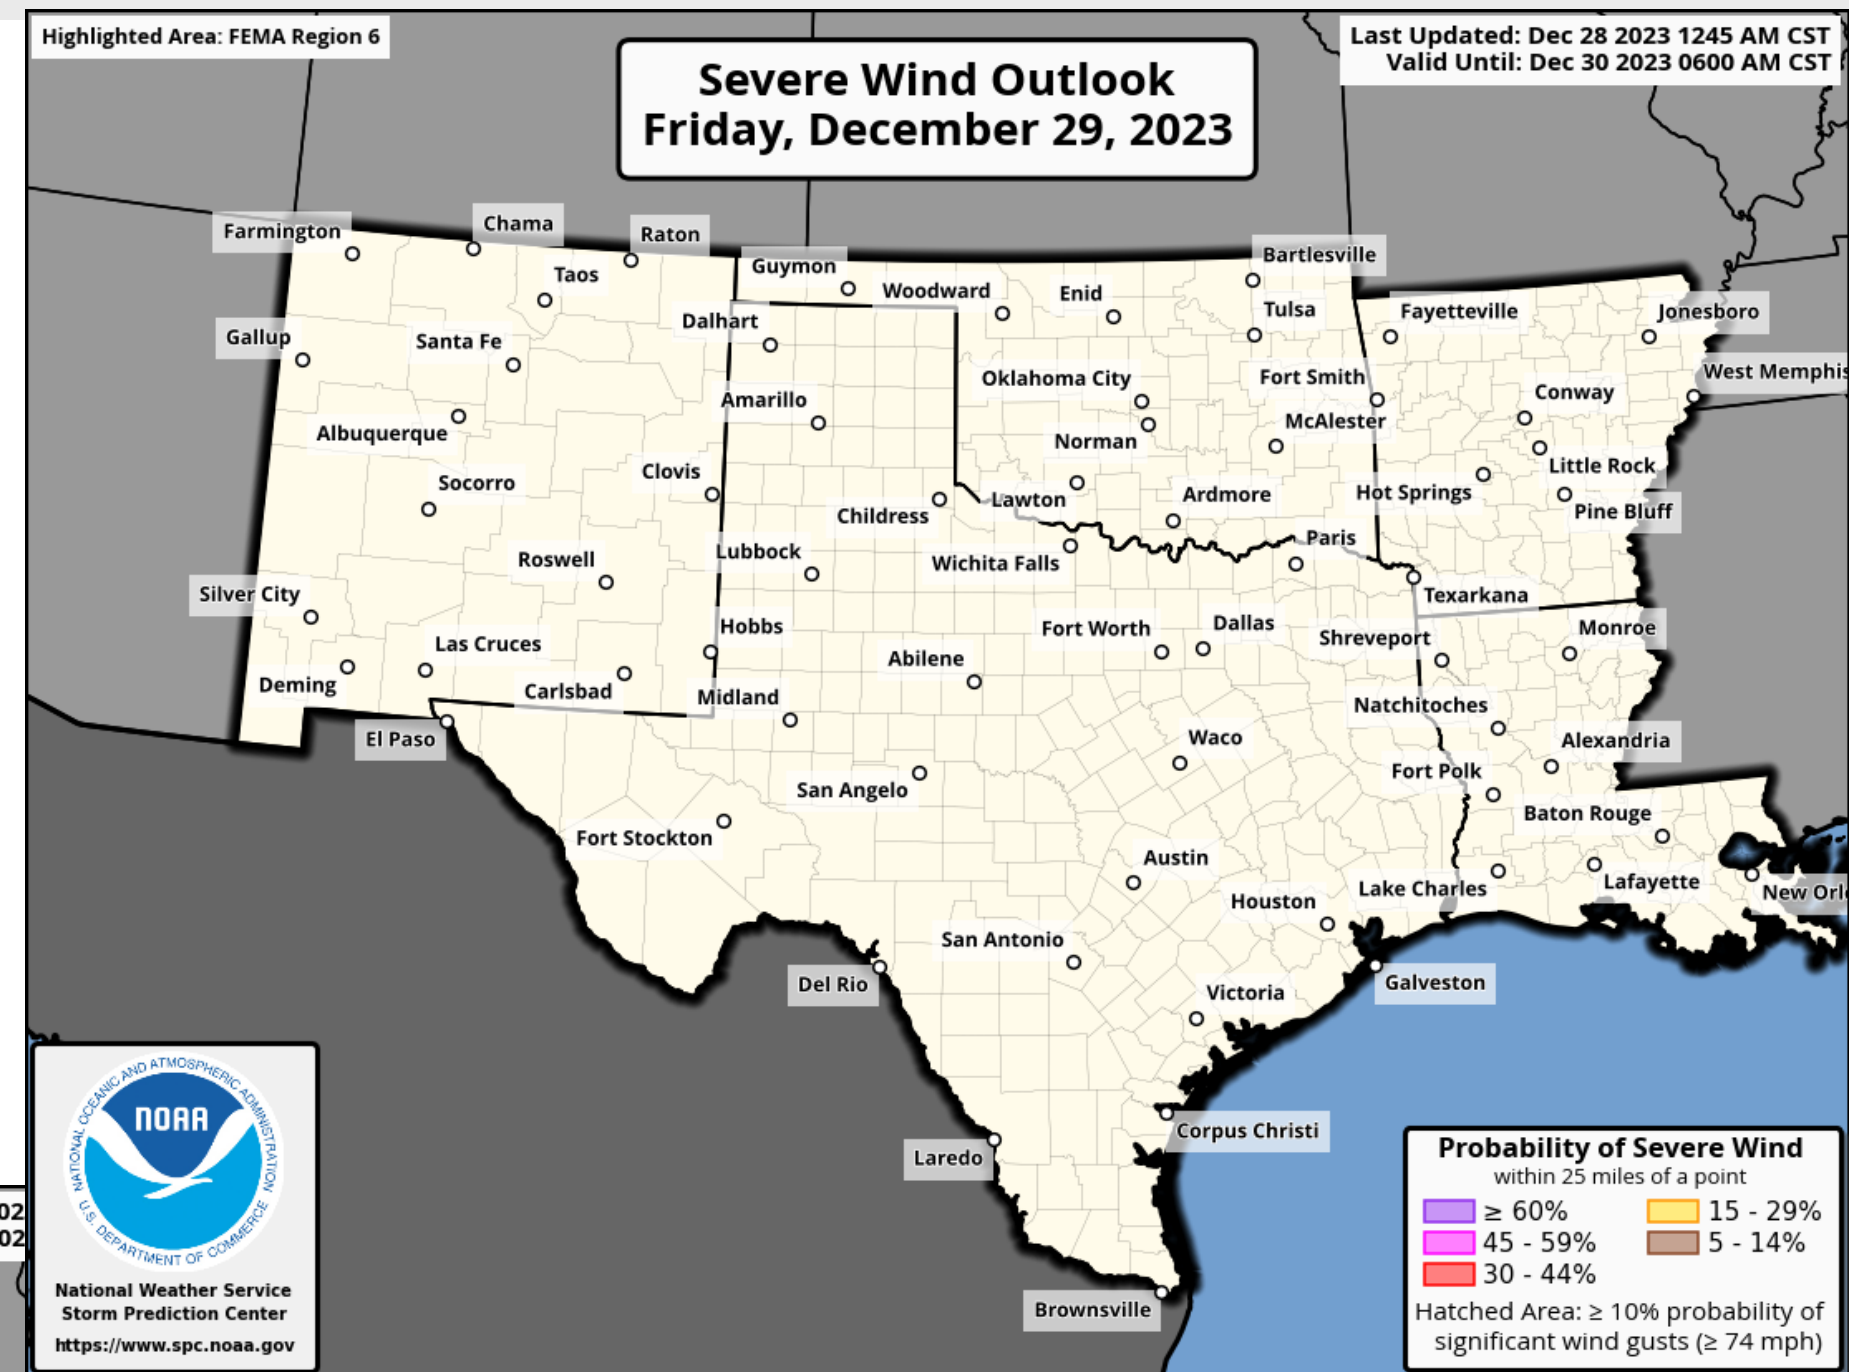 Highlighted Area: FEMA Region 6
Last Updated: Dec 28 2023 1245 AM CST
Valid Until: Dec 30 2023 0600 AM CST
Severe Wind Outlook
Friday, December 29, 2023
Farmington
Chama
Raton
Taos
Guymon
Woodward
Enid
Bartlesville
Tulsa
Fayetteville
Jonesboro
Gallup
Santa Fe
Dalhart
Amarillo
Oklahoma City
Fort Smith
Conway
West Memphis
Albuquerque
Norman
McAlester
Little Rock
Socorro
Clovis
Childress
Lawton
Ardmore
Hot Springs
Pine Bluff
Roswell
Lubbock
Wichita Falls
Paris
Texarkana
Silver City
Las Cruces
Hobbs
Abilene
Fort Worth
Dallas
Shreveport
Monroe
Deming
Carlsbad
Midland
Natchitoches
El Paso
Waco
Alexandria
San Angelo
Fort Polk
Fort Stockton
Baton Rouge
Austin
Lake Charles
Lafayette
New Orl
Houston
San Antonio
Del Rio
Victoria
Galveston
Corpus Christi
Laredo
Brownsville
NATIONAL OCEANIC AND ATMOSPHERIC ADMINISTRATION
NOAA
U.S. DEPARTMENT OF COMMERCE
National Weather Service
Storm Prediction Center
https://www.spc.noaa.gov
Probability of Severe Wind
within 25 miles of a point
≥ 60%
15 - 29%
45 - 59%
5 - 14%
30 - 44%
Hatched Area: ≥ 10% probability of
significant wind gusts (≥ 74 mph)
02
02